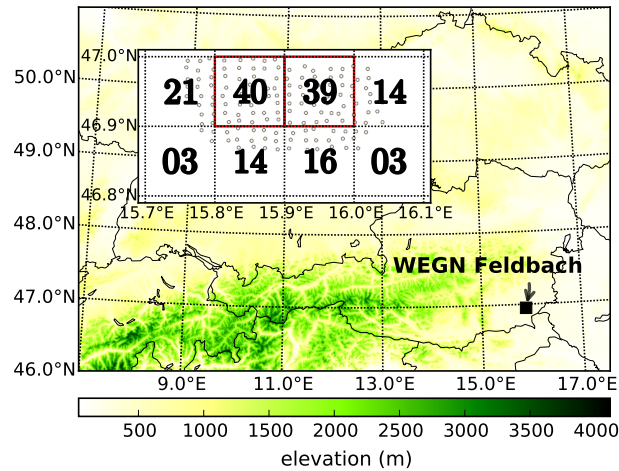 50.0°N
49.0°N
48.0°N
47.0°N
46.0°N
47.0°N
46.9°N
46.8°N
21 40 39 14
03 14 16 03
15.7°E 15.8°E 15.9°E 16.0°E 16.1°E
WEGN Feldbach
9.0°E 11.0°E 13.0°E 15.0°E 17.0°E
500 1000 1500 2000 2500 3000 3500 4000
elevation (m)